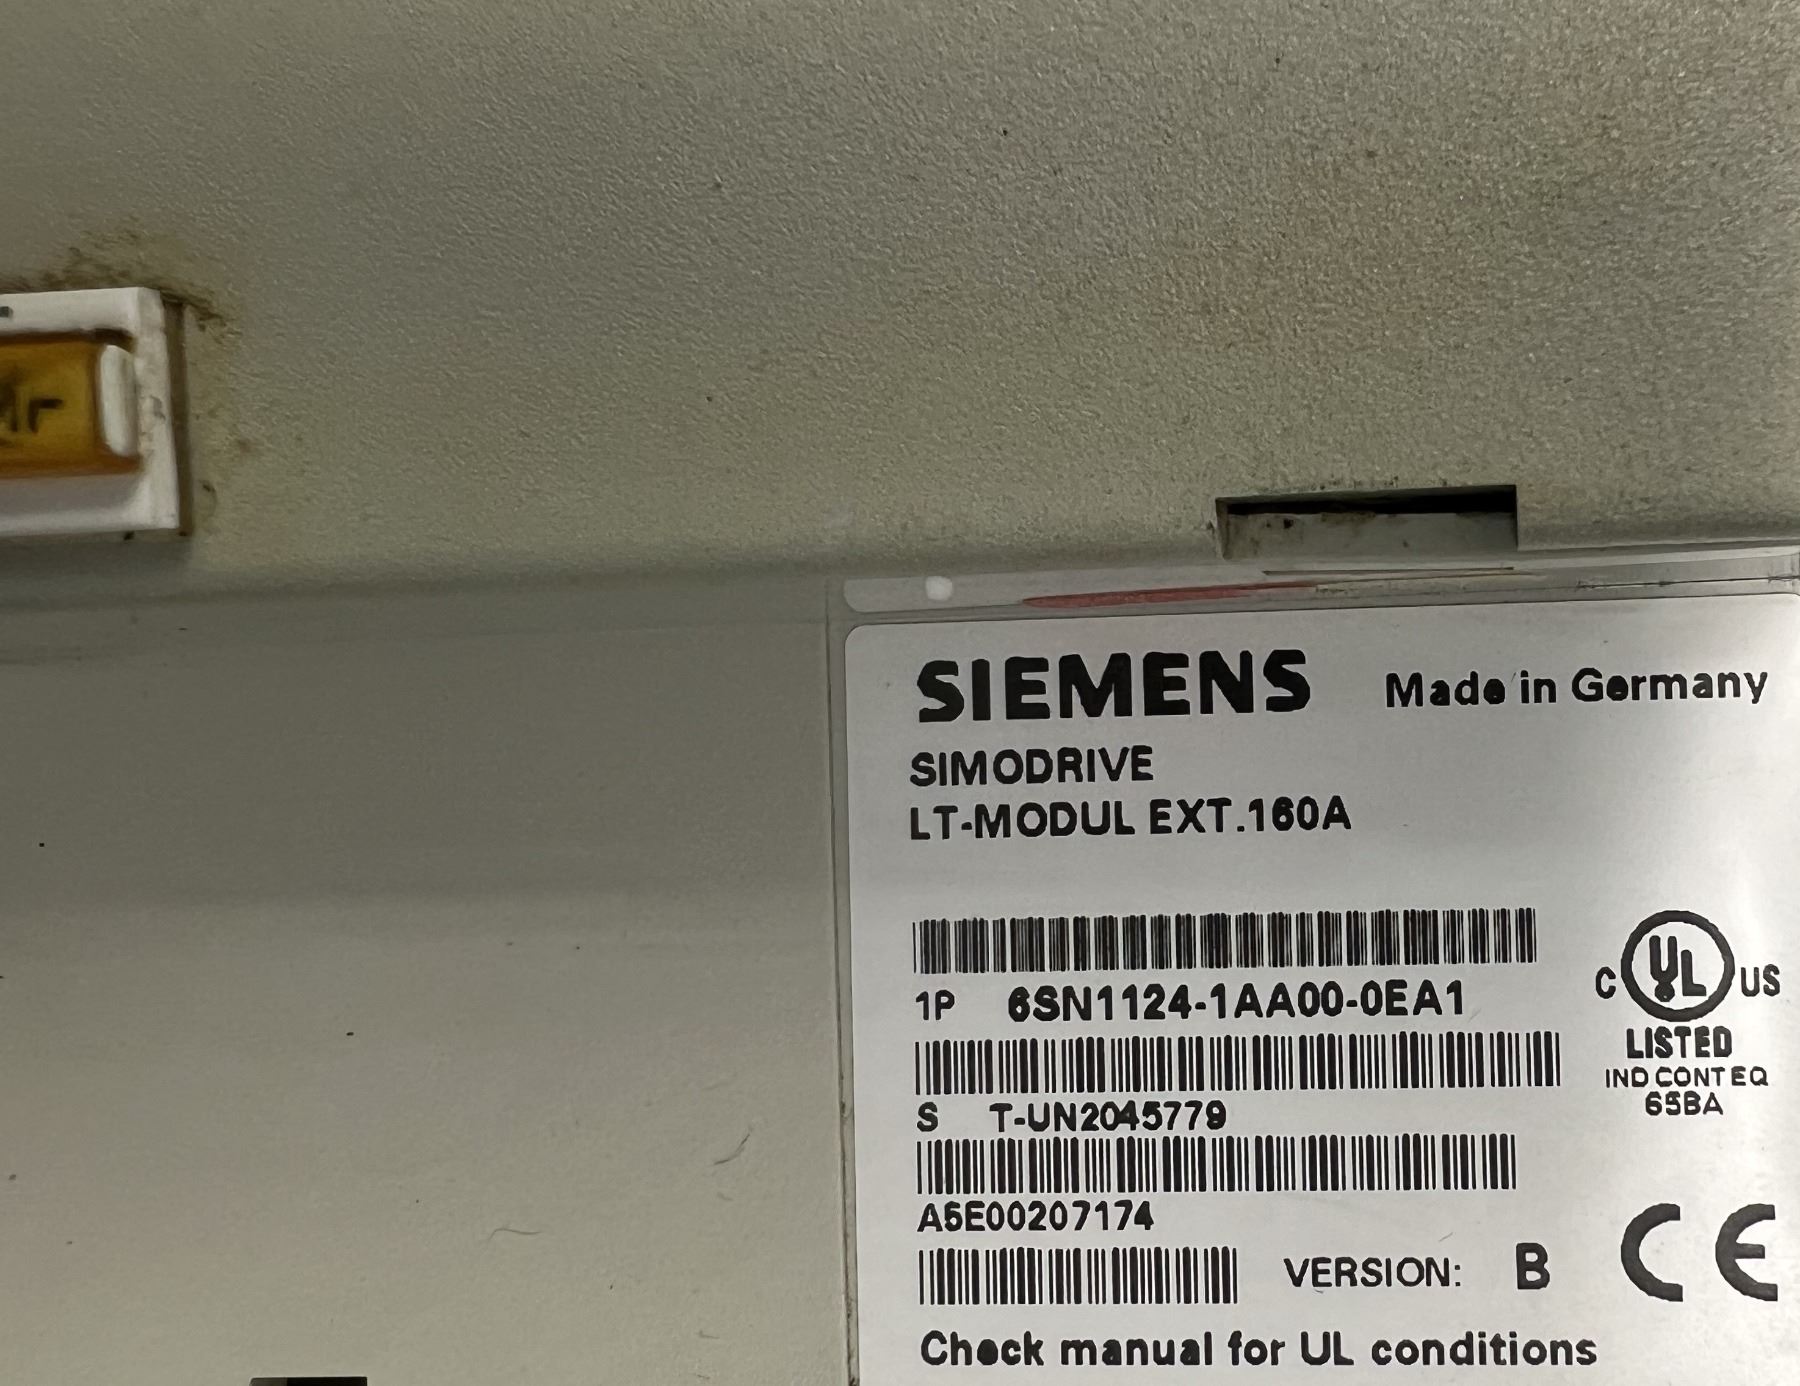 Mr
SIEMENS Made in Germany
SIMODRIVE
LT-MODUL EXT.160A
1P 6SN1124-1AA00-0EA1
C UL US
LISTED
IND CONT EQ
65BA
S T-UN2045779
A5E00207174
VERSION: B CE
Check manual for UL conditions